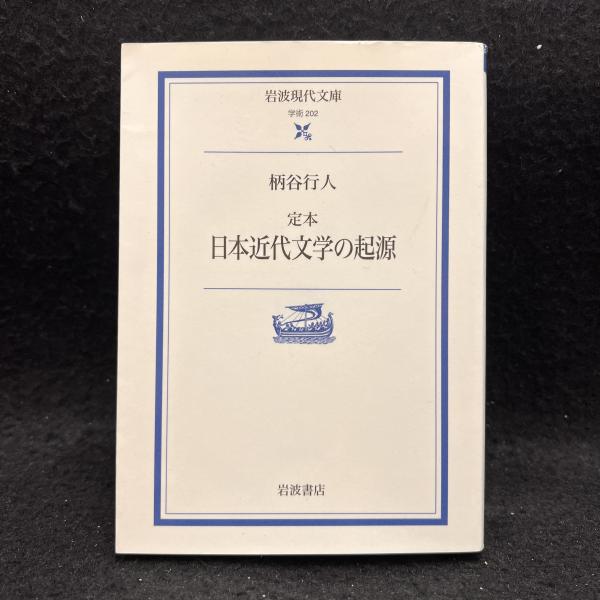 岩波現代文庫
学術 202
柄谷行人
定本
日本近代文学の起源
岩波書店